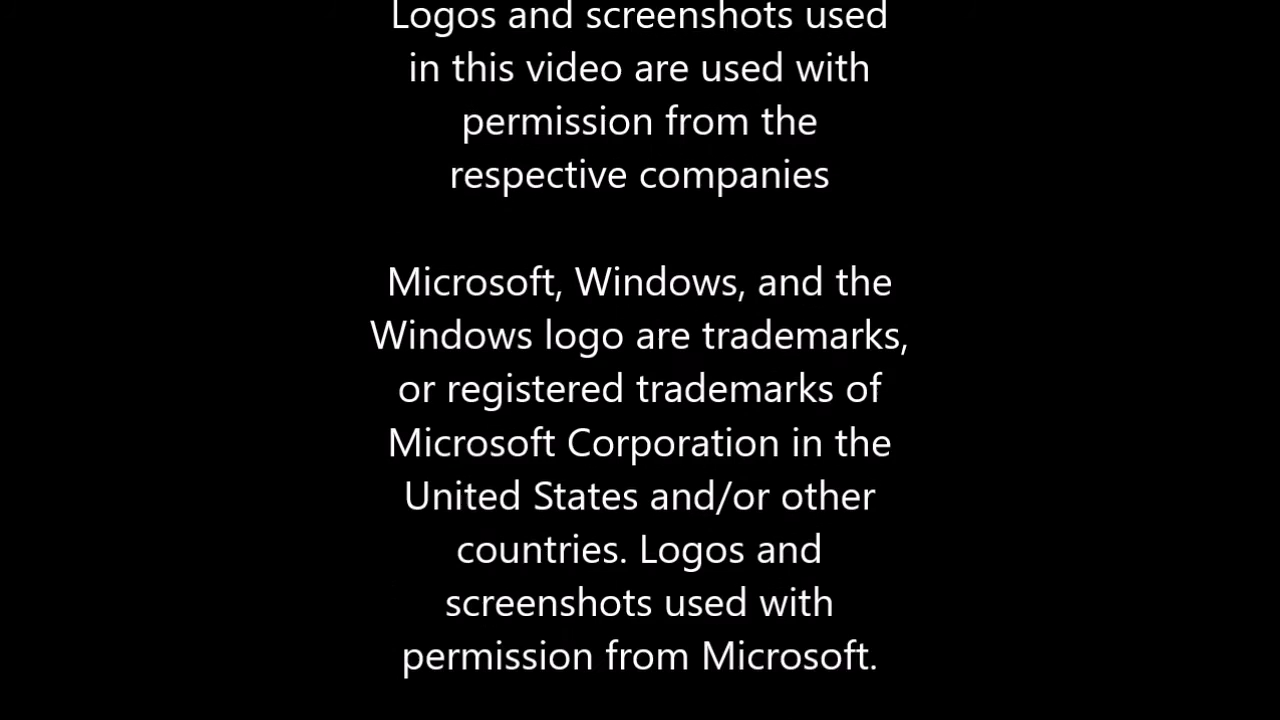 Logos and screenshots used
in this video are used with
permission from the
respective companies
Microsoft, Windows, and the
Windows logo are trademarks,
or registered trademarks of
Microsoft Corporation in the
United States and/or other
countries. Logos and
screenshots used with
permission from Microsoft.